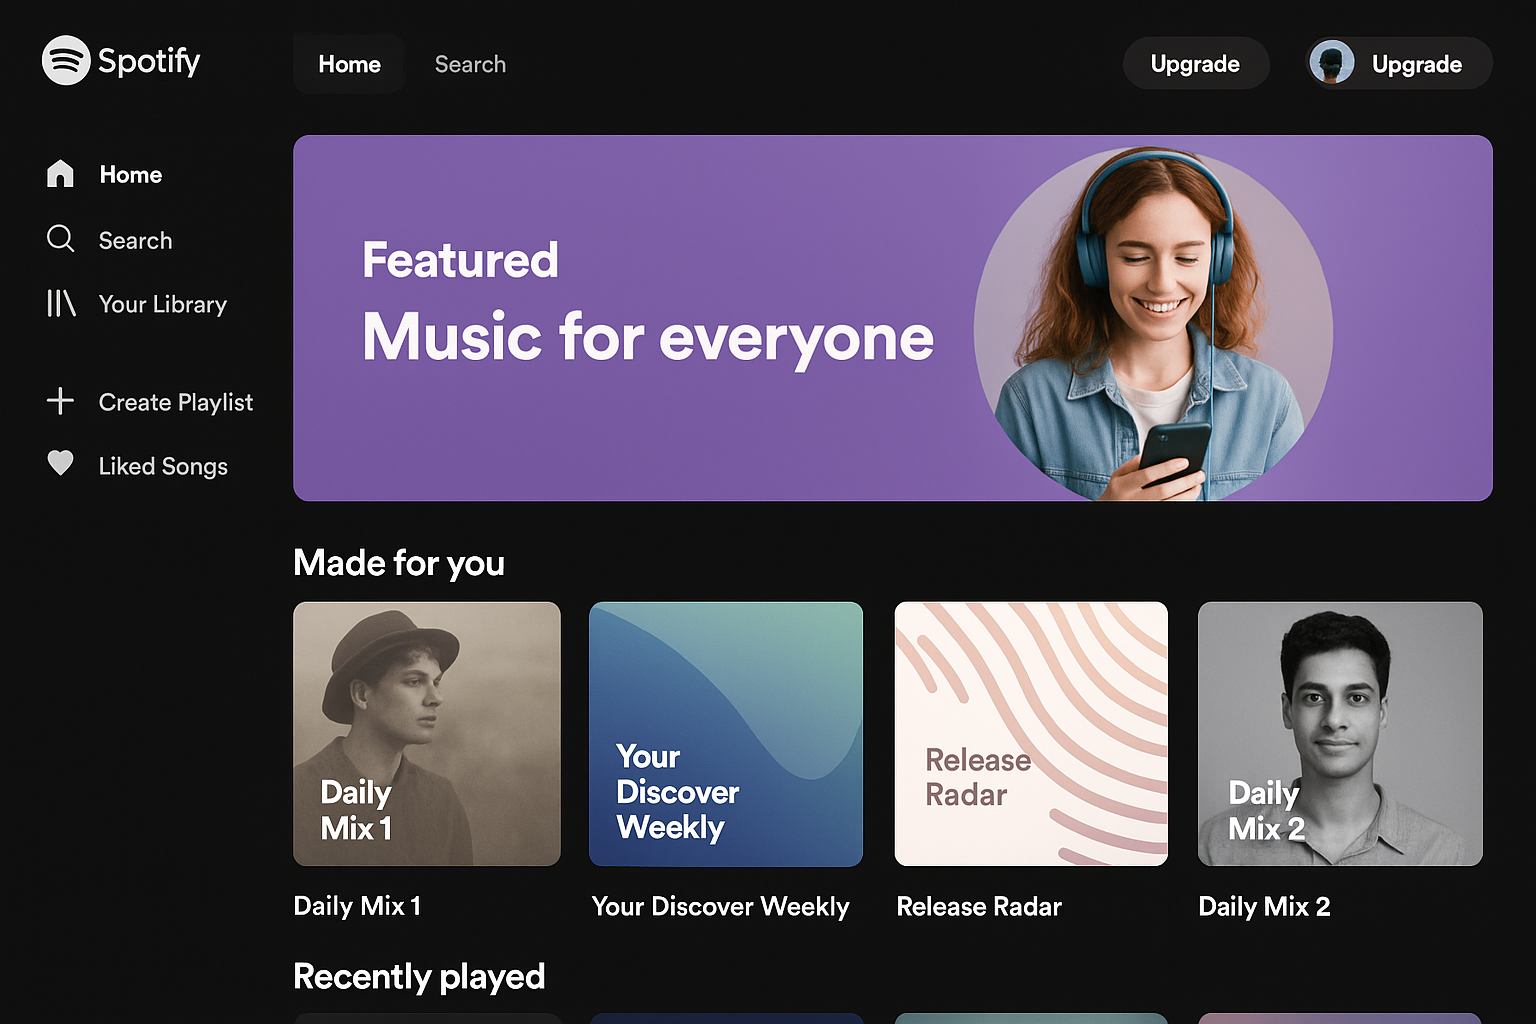 Spotify
Home
Search
Upgrade
Upgrade
Home
Search
Your Library
Create Playlist
Liked Songs
Featured
Music for everyone
Made for you
Daily
Mix 1
Your
Discover
Weekly
Release
Radar
Daily
Mix 2
Daily Mix 1
Your Discover Weekly
Release Radar
Daily Mix 2
Recently played